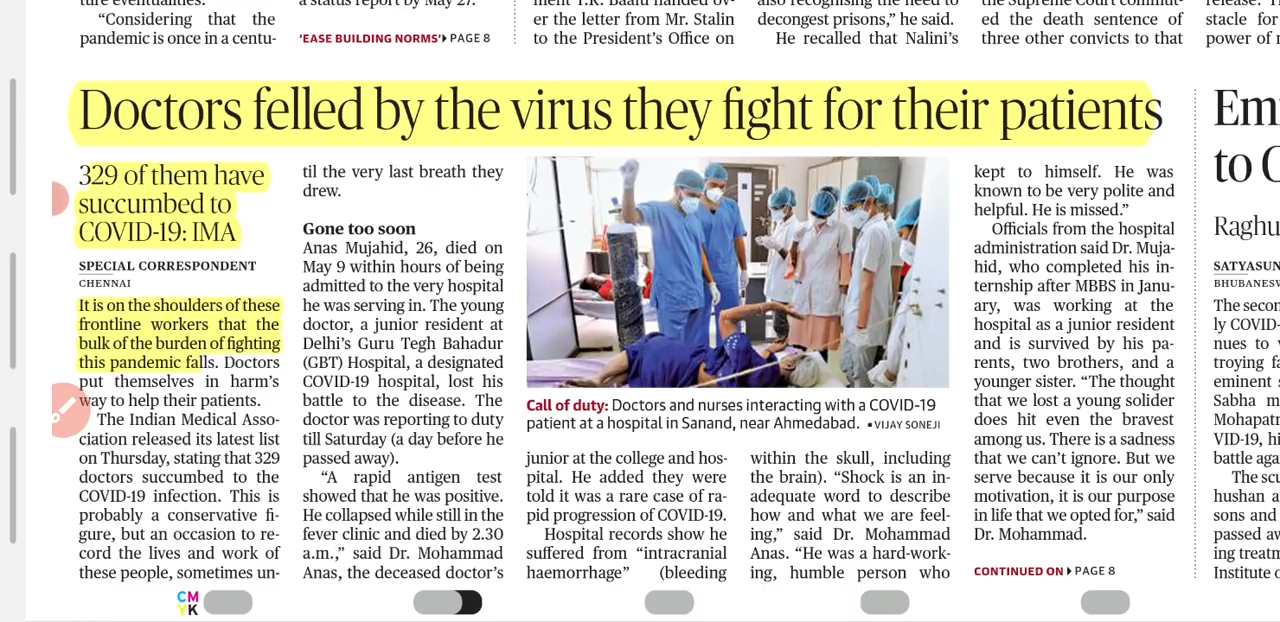 ture eventualities.
“Considering that the
pandemic is once in a centu-
a status report by May 27.
'EASE BUILDING NORMS' PAGE 8
ment T.R. Baalu handed ov-
er the letter from Mr. Stalin
to the President’s Office on
also recognising the need to
decongest prisons,” he said.
He recalled that Nalini’s
the Supreme Court commut-
ed the death sentence of
three other convicts to that
stacle for
power of
Doctors felled by the virus they fight for their patients
329 of them have
succumbed to
COVID-19: IMA
SPECIAL CORRESPONDENT
CHENNAI
It is on the shoulders of these
frontline workers that the
bulk of the burden of fighting
this pandemic falls. Doctors
put themselves in harm’s
way to help their patients.
The Indian Medical Asso-
ciation released its latest list
on Thursday, stating that 329
doctors succumbed to the
COVID-19 infection. This is
probably a conservative fi-
gure, but an occasion to re-
cord the lives and work of
these people, sometimes un-
til the very last breath they
drew.
Gone too soon
Anas Mujahid, 26, died on
May 9 within hours of being
admitted to the very hospital
he was serving in. The young
doctor, a junior resident at
Delhi’s Guru Tegh Bahadur
(GBT) Hospital, a designated
COVID-19 hospital, lost his
battle to the disease. The
doctor was reporting to duty
till Saturday (a day before he
passed away).
“A rapid antigen test
showed that he was positive.
He collapsed while still in the
fever clinic and died by 2.30
a.m.,” said Dr. Mohammad
Anas, the deceased doctor’s
Call of duty: Doctors and nurses interacting with a COVID-19
patient at a hospital in Sanand, near Ahmedabad. ▪ VIJAY SONEJI
junior at the college and hos-
pital. He added they were
told it was a rare case of ra-
pid progression of COVID-19.
Hospital records show he
suffered from “intracranial
haemorrhage” (bleeding
within the skull, including
the brain). “Shock is an in-
adequate word to describe
how and what we are feel-
ing,” said Dr. Mohammad
Anas. “He was a hard-work-
ing, humble person who
kept to himself. He was
known to be very polite and
helpful. He is missed.”
Officials from the hospital
administration said Dr. Muja-
hid, who completed his in-
ternship after MBBS in Janu-
ary, was working at the
hospital as a junior resident
and is survived by his pa-
rents, two brothers, and a
younger sister. “The thought
that we lost a young solider
does hit even the bravest
among us. There is a sadness
that we can’t ignore. But we
serve because it is our only
motivation, it is our purpose
in life that we opted for,” said
Dr. Mohammad.
CONTINUED ON PAGE 8
Em
to
Raghu
SATYASUN
BHUBANESW
The secon
ly COVID-
nues to
troying fa
eminent
Sabha m
Mohapatr
VID-19, hi
battle aga
The scu
hushan a
sons and
passed aw
ing treatm
Institute o
CMYK